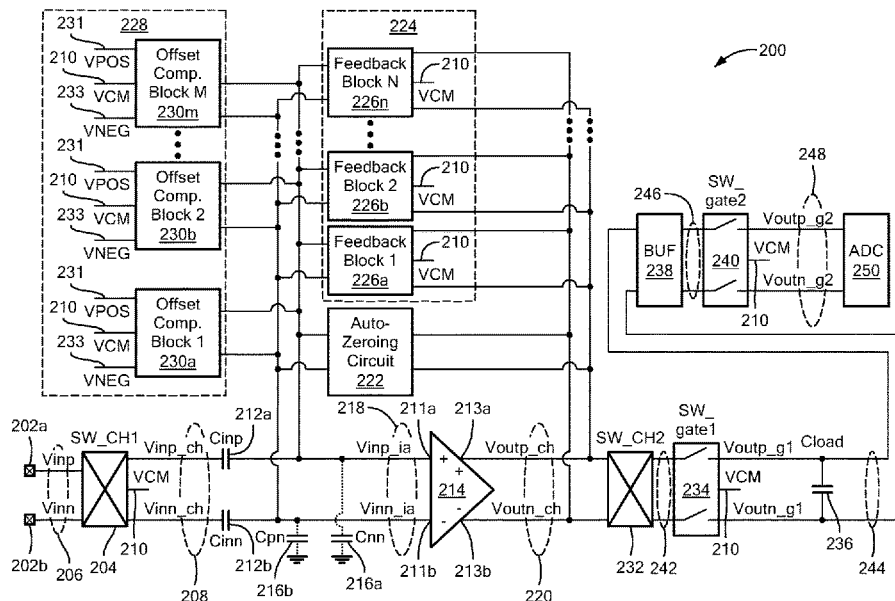 231
228
VPOS
210
VCM
233
VNEG
Offset
Comp.
Block M
230m
231
VPOS
210
VCM
233
VNEG
Offset
Comp.
Block 2
230b
231
VPOS
210
VCM
233
VNEG
Offset
Comp.
Block 1
230a
224
Feedback
Block N
226n
210
VCM
Feedback
Block 2
226b
210
VCM
Feedback
Block 1
226a
210
VCM
Auto-
Zeroing
Circuit
222
200
248
246
SW_
gate2
Voutp_g2
BUF
238
240
VCM
ADC
250
Voutn_g2
210
202a
SW_CH1
212a
Vinp
Vinp_ch
Cinp
VCM
Vinn
Vinn_ch
Cinn
202b
206
204
210
208
212b
Cpn
216b
Cnn
216a
218
211a
213a
Vinp_ia
+
+
214
Vinn_ia
-
-
211b
213b
Voutp_ch
Voutn_ch
220
SW_CH2
232
SW_
gate1
242
234
VCM
210
Voutp_g1
Cload
Voutn_g1
236
244